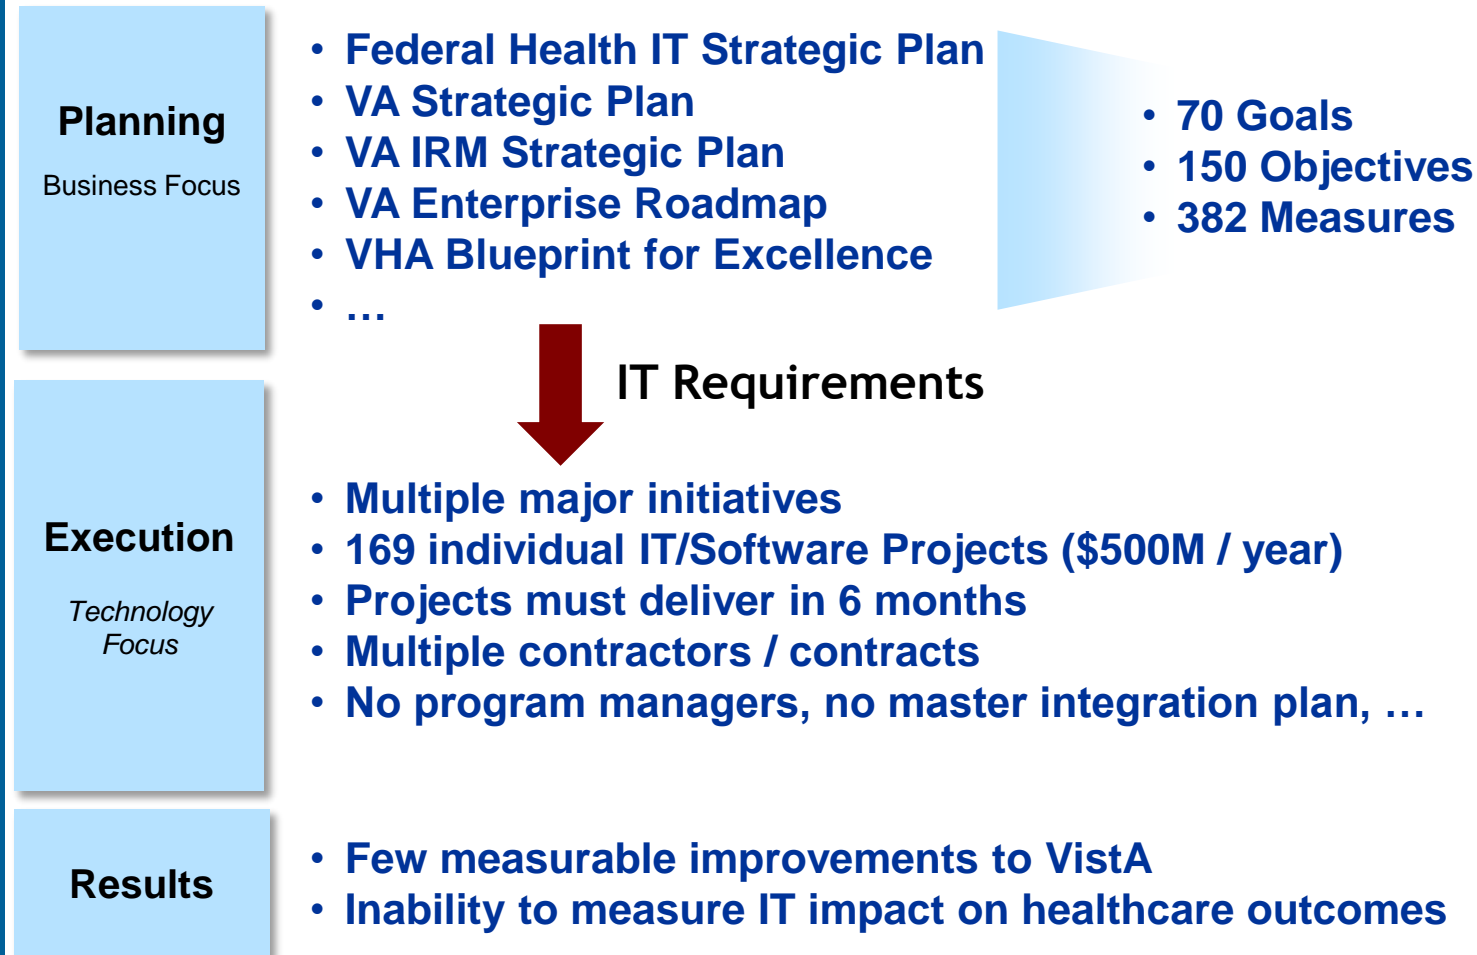 Planning
Business Focus
• Federal Health IT Strategic Plan
• VA Strategic Plan
• VA IRM Strategic Plan
• VA Enterprise Roadmap
• VHA Blueprint for Excellence
• …
• 70 Goals
• 150 Objectives
• 382 Measures
IT Requirements
Execution
Technology
Focus
• Multiple major initiatives
• 169 individual IT/Software Projects ($500M / year)
• Projects must deliver in 6 months
• Multiple contractors / contracts
• No program managers, no master integration plan, …
Results
• Few measurable improvements to VistA
• Inability to measure IT impact on healthcare outcomes